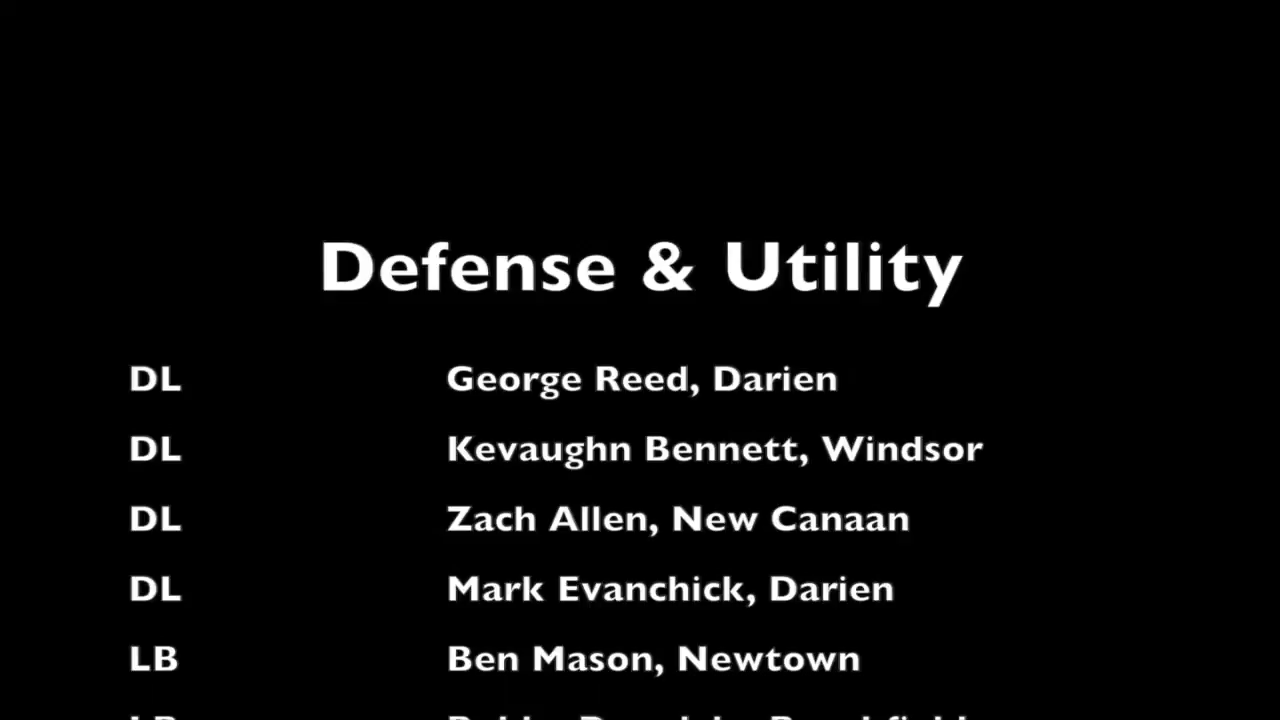 Defense & Utility
DL George Reed, Darien
DL Kevaughn Bennett, Windsor
DL Zach Allen, New Canaan
DL Mark Evanchick, Darien
LB Ben Mason, Newtown
LB